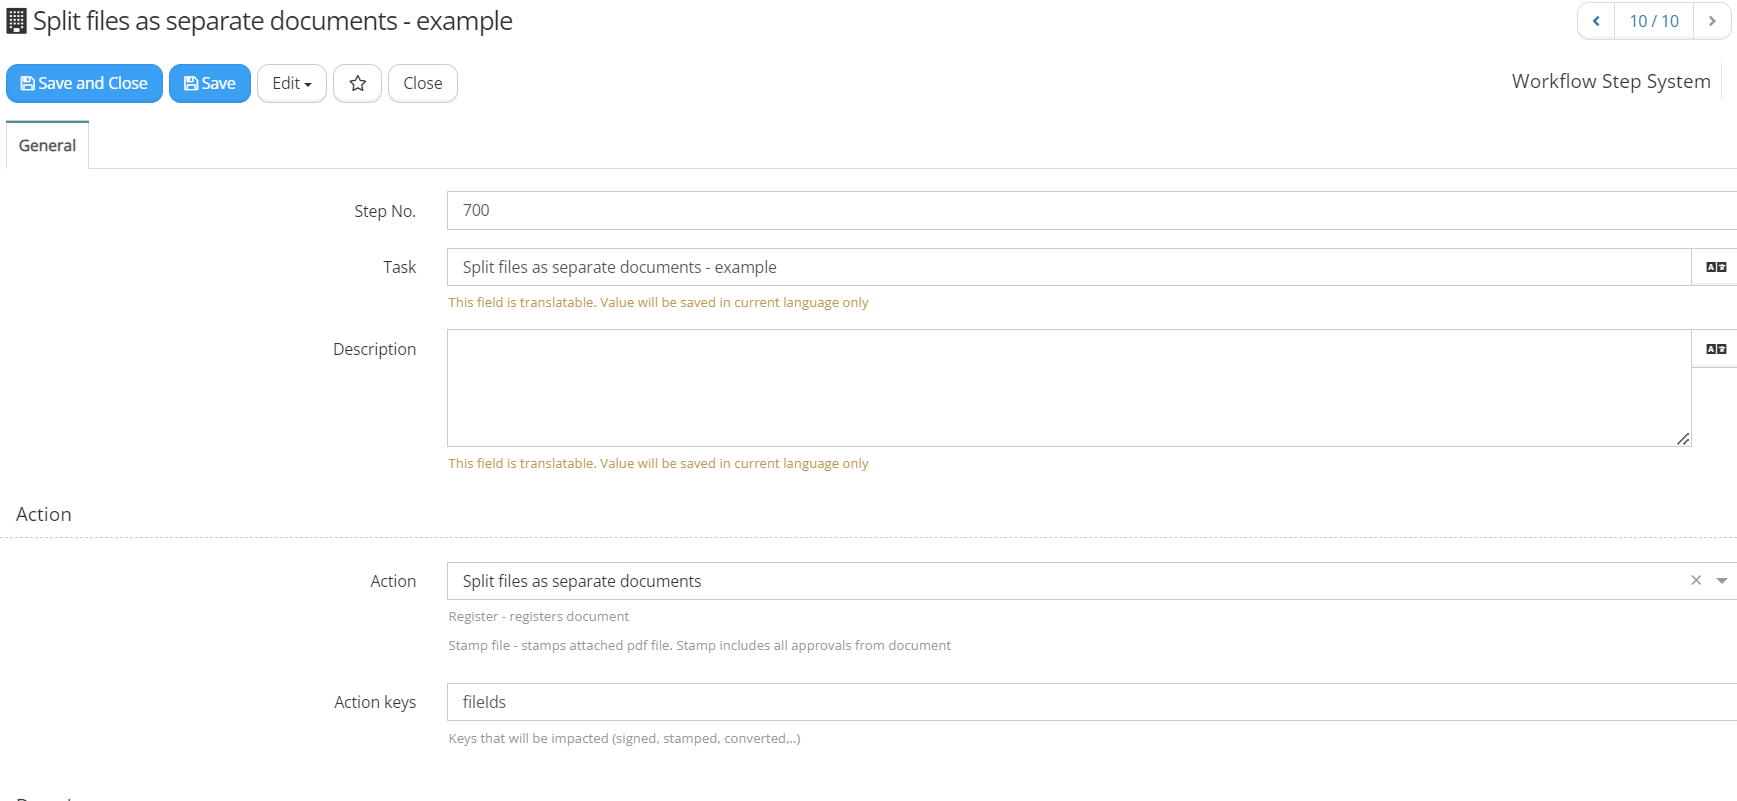 Split files as separate documents - example
10 / 10
Save and Close
Save
Edit
Close
Workflow Step System
General
Step No.
700
Task
Split files as separate documents - example
This field is translatable. Value will be saved in current language only
Description
This field is translatable. Value will be saved in current language only
Action
Action
Split files as separate documents
Register - registers document
Stamp file - stamps attached pdf file. Stamp includes all approvals from document
Action keys
fileIds
Keys that will be impacted (signed, stamped, converted,..)